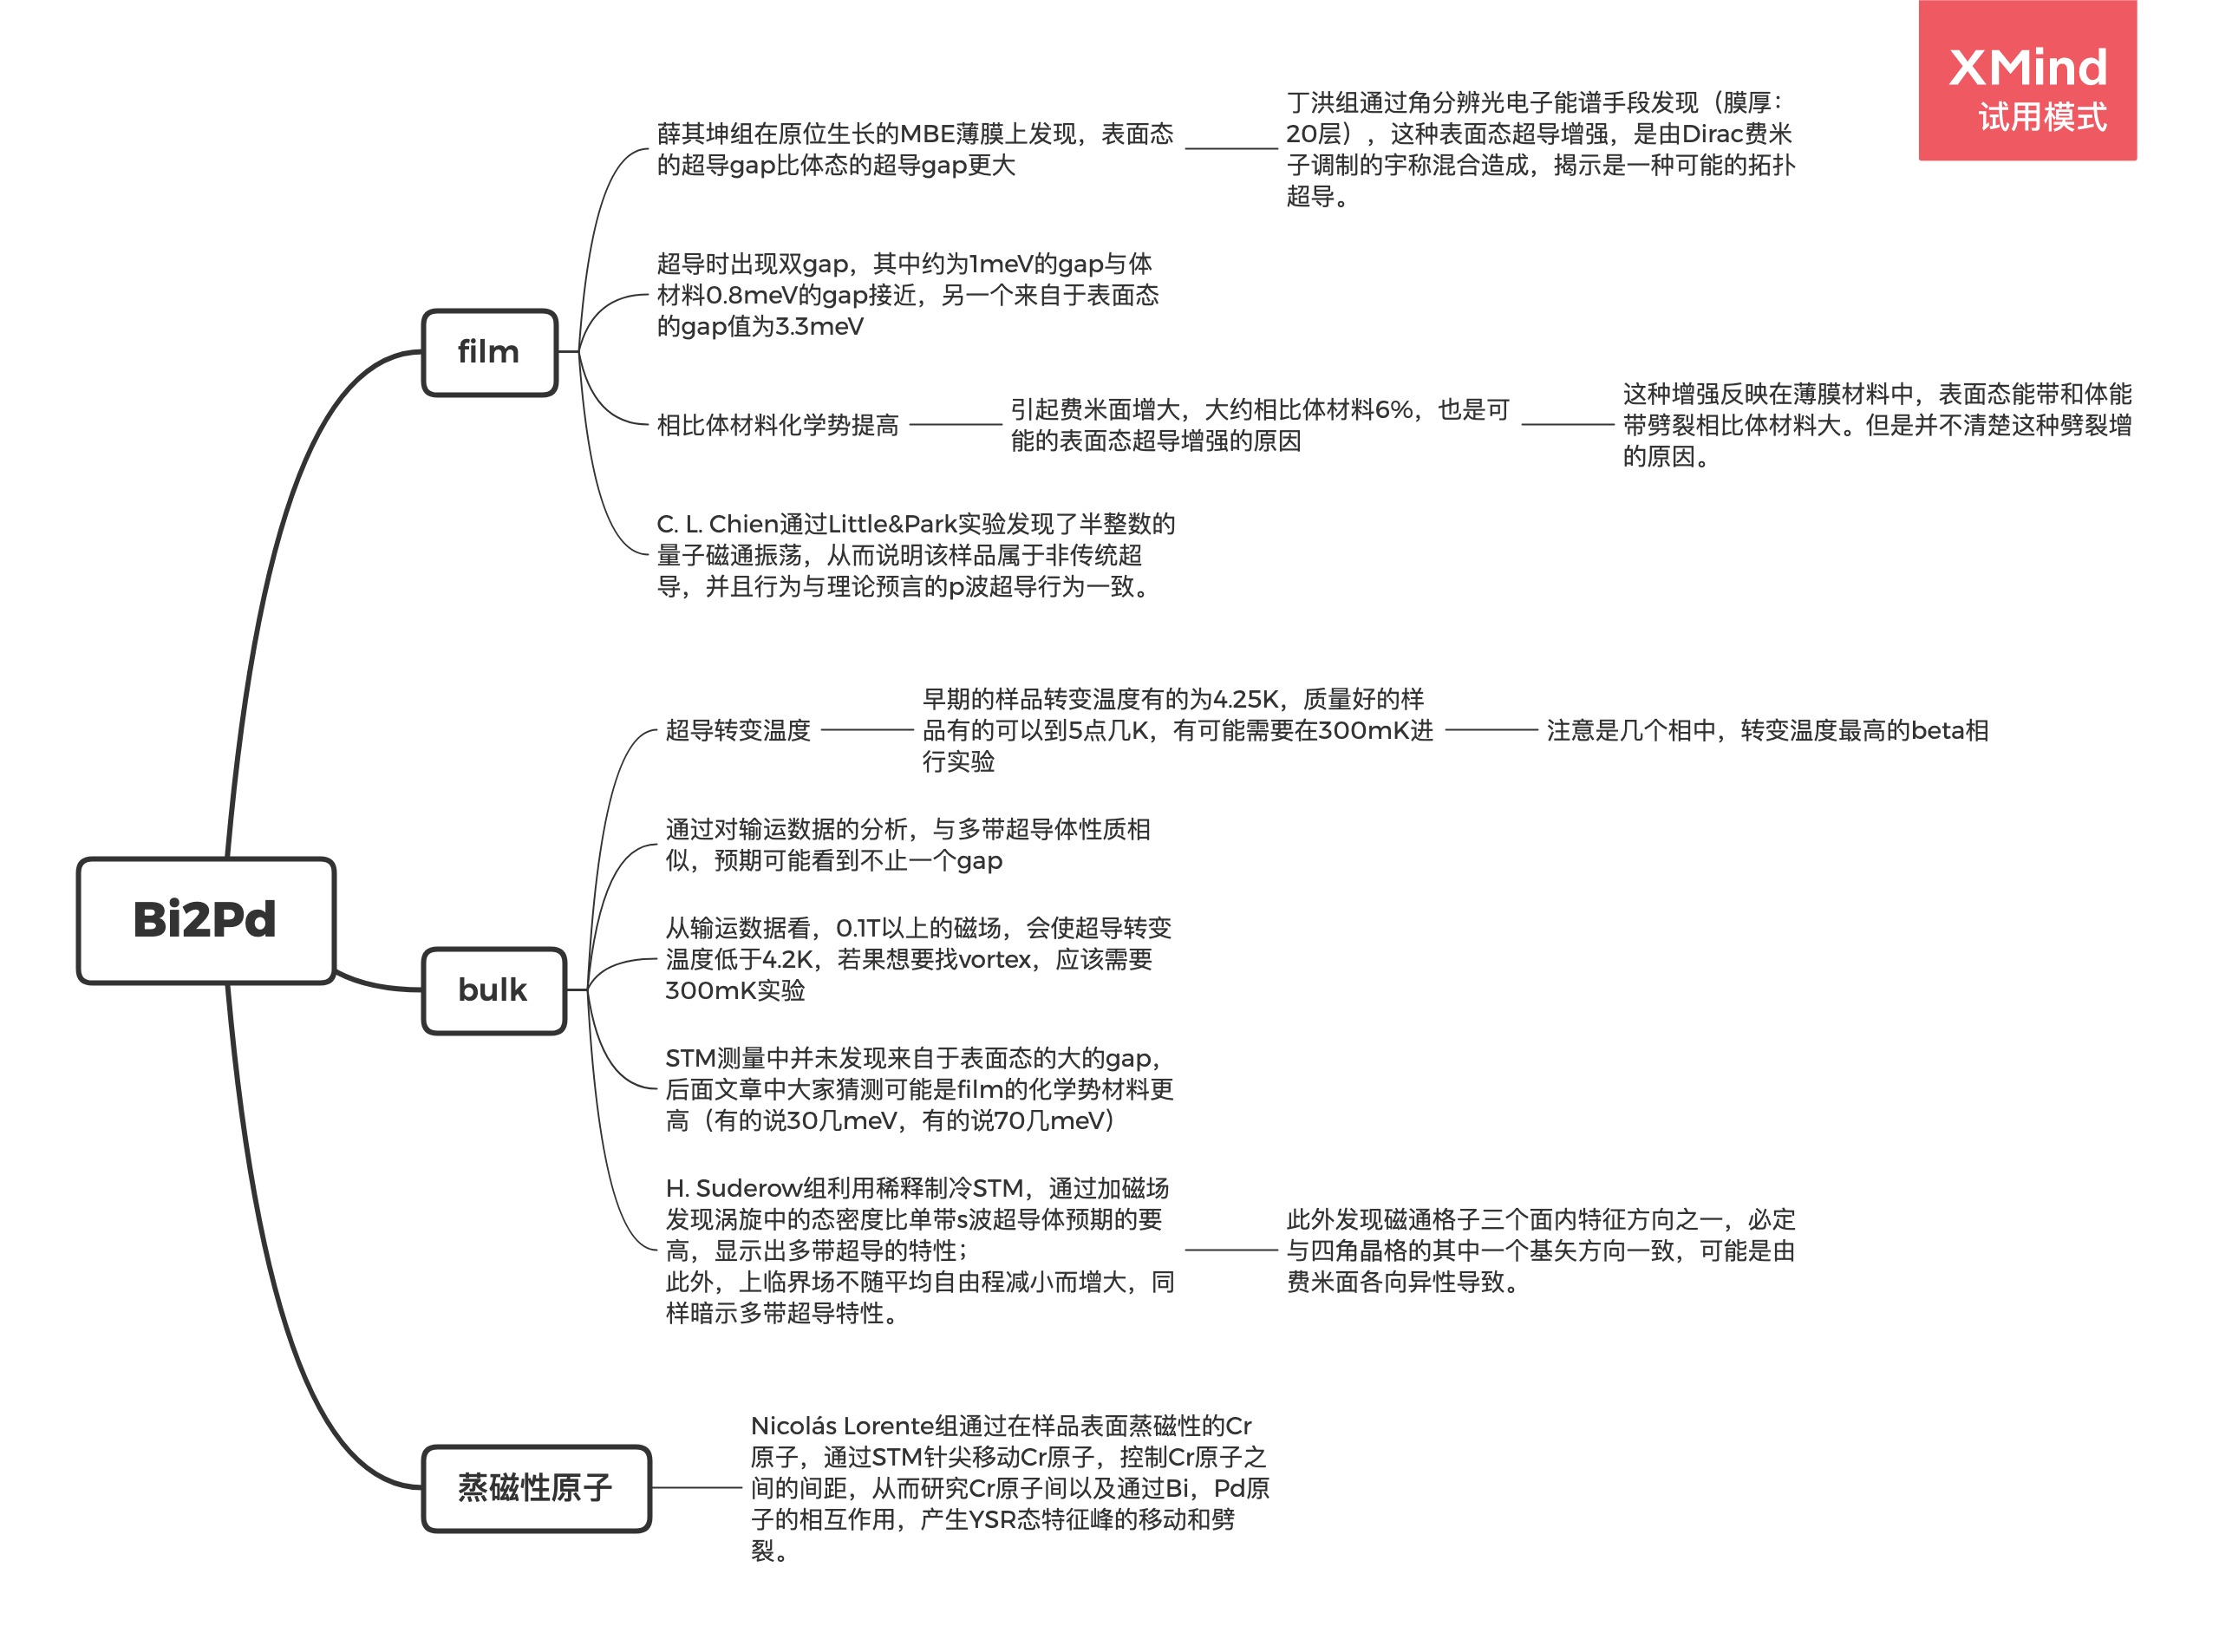 XMind
试用模式
薛其坤组在原位生长的MBE薄膜上发现，表面态
的超导gap比体态的超导gap更大
丁洪组通过角分辨光电子能谱手段发现（膜厚：
20层），这种表面态超导增强，是由Dirac费米
子调制的宇称混合造成，揭示是一种可能的拓扑
超导。
超导时出现双gap，其中约为1meV的gap与体
材料0.8meV的gap接近，另一个来自于表面态
的gap值为3.3meV
film
相比体材料化学势提高
引起费米面增大，大约相比体材料6%，也是可
能的表面态超导增强的原因
这种增强反映在薄膜材料中，表面态能带和体能
带劈裂相比体材料大。但是并不清楚这种劈裂增
的原因。
C. L. Chien通过Little&Park实验发现了半整数的
量子磁通振荡，从而说明该样品属于非传统超
导，并且行为与理论预言的p波超导行为一致。
超导转变温度
早期的样品转变温度有的为4.25K，质量好的样
品有的可以到5点几K，有可能需要在300mK进
行实验
注意是几个相中，转变温度最高的beta相
通过对输运数据的分析，与多带超导体性质相
似，预期可能看到不止一个gap
Bi2Pd
bulk
从输运数据看，0.1T以上的磁场，会使超导转变
温度低于4.2K，若果想要找vortex，应该需要
300mK实验
STM测量中并未发现来自于表面态的大的gap，
后面文章中大家猜测可能是film的化学势材料更
高（有的说30几meV，有的说70几meV）
H. Suderow组利用稀释制冷STM，通过加磁场
发现涡旋中的态密度比单带s波超导体预期的要
高，显示出多带超导的特性；
此外，上临界场不随平均自由程减小而增大，同
样暗示多带超导特性。
此外发现磁通格子三个面内特征方向之一，必定
与四角晶格的其中一个基矢方向一致，可能是由
费米面各向异性导致。
蒸磁性原子
Nicolás Lorente组通过在样品表面蒸磁性的Cr
原子，通过STM针尖移动Cr原子，控制Cr原子之
间的间距，从而研究Cr原子间以及通过Bi，Pd原
子的相互作用，产生YSR态特征峰的移动和劈
裂。